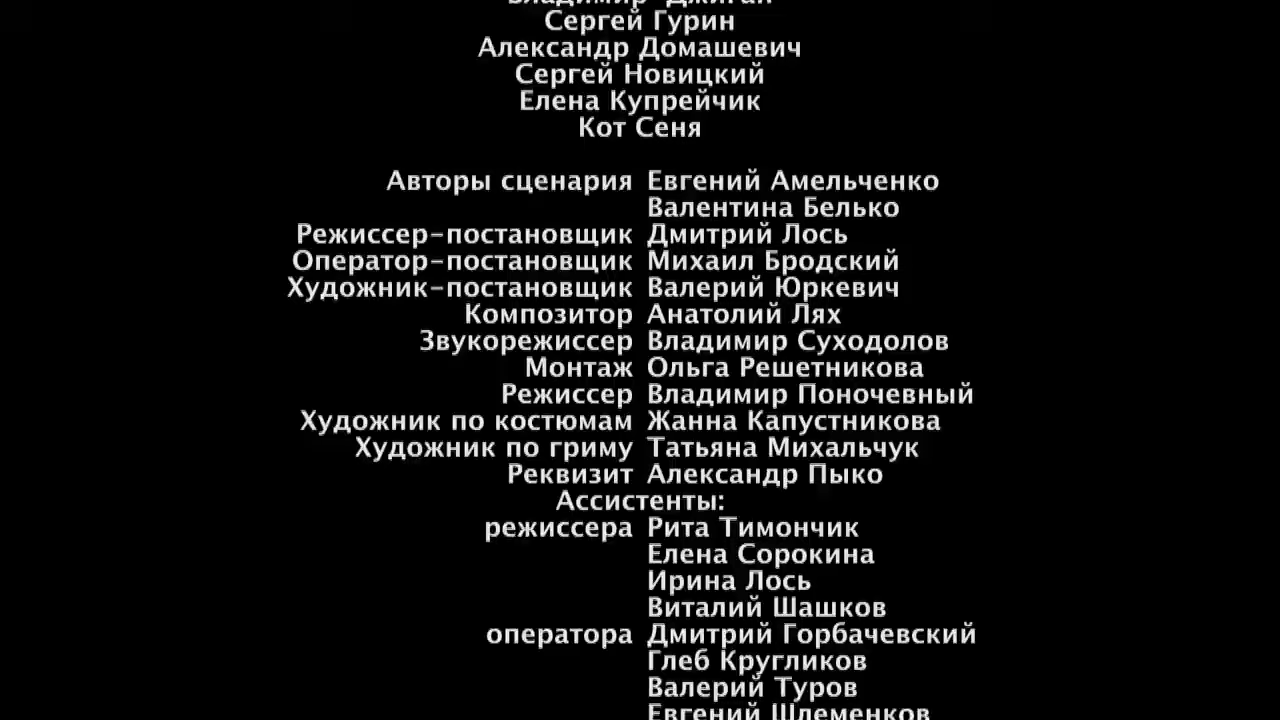 Сергей Гурин
Александр Домашевич
Сергей Новицкий
Елена Купрейчик
Кот Сеня
Авторы сценария Евгений Амельченко
Валентина Белько
Режиссер-постановщик Дмитрий Лось
Оператор-постановщик Михаил Бродский
Художник-постановщик Валерий Юркевич
Композитор Анатолий Лях
Звукорежиссер Владимир Суходолов
Монтаж Ольга Решетникова
Режиссер Владимир Поночевный
Художник по костюмам Жанна Капустникова
Художник по гриму Татьяна Михальчук
Реквизит Александр Пыко
Ассистенты:
режиссера Рита Тимончик
Елена Сорокина
Ирина Лось
Виталий Шашков
оператора Дмитрий Горбачевский
Глеб Кругликов
Валерий Туров
Евгений Шлеменков